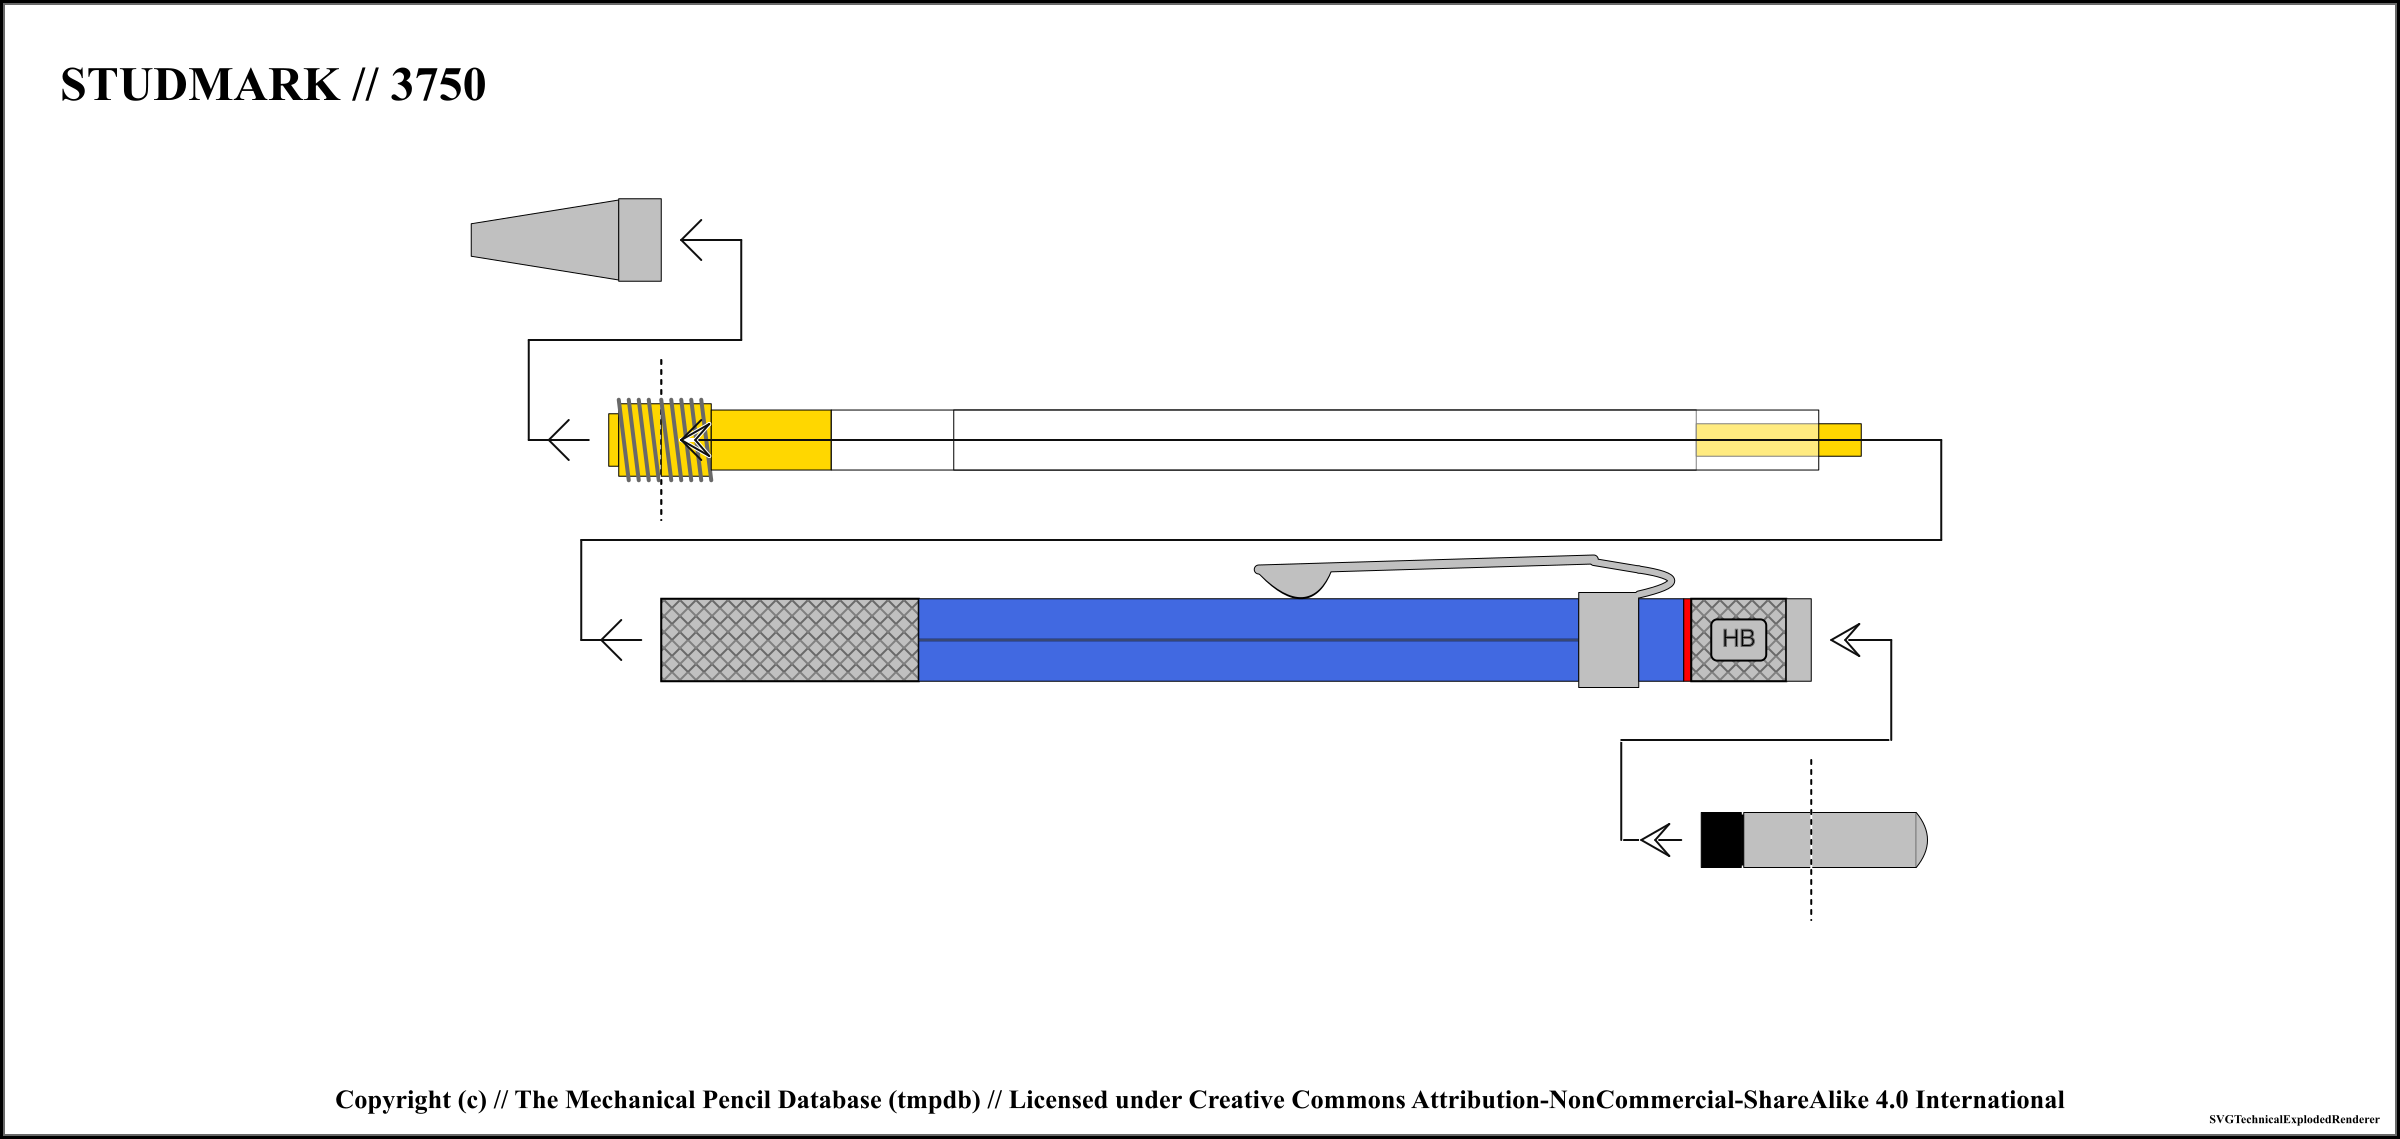 STUDMARK // 3750
HB
Copyright (c) // The Mechanical Pencil Database (tmpdb) // Licensed under Creative Commons Attribution-NonCommercial-ShareAlike 4.0 International
SVGTechnicalExplodedRenderer